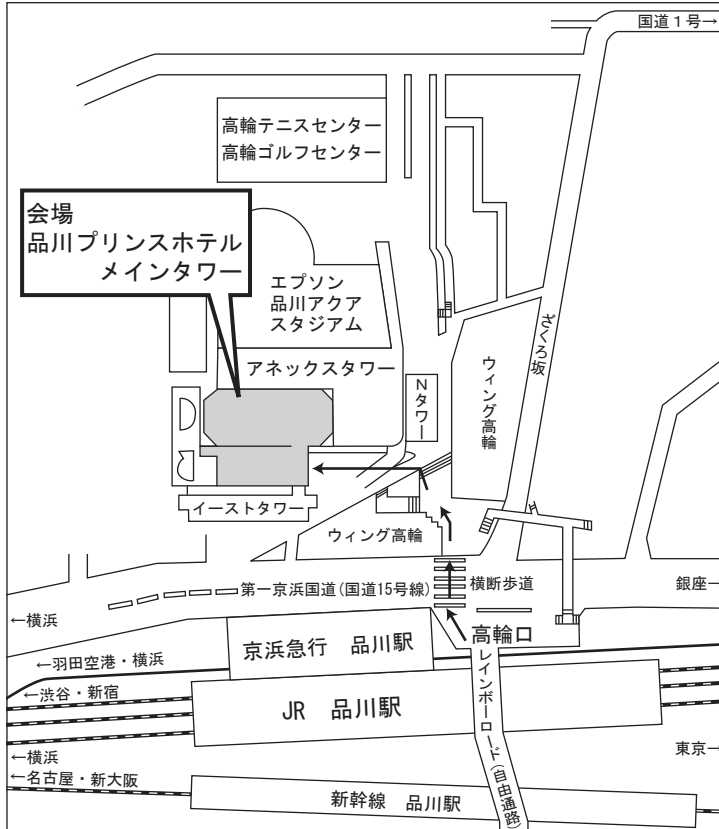 国道1号→
高輪テニスセンター
高輪ゴルフセンター
会場
品川プリンスホテル
メインタワー
エプソン
品川アクア
スタジアム
ざくろ坂
アネックスタワー
Nタワー
ウィング高輪
イーストタワー
ウィング高輪
第一京浜国道(国道15号線)
横断歩道
銀座→
←横浜
高輪口
京浜急行 品川駅
←羽田空港・横浜
←渋谷・新宿
レインボーロード(自由通路)
JR 品川駅
←横浜
東京→
←名古屋・新大阪
新幹線 品川駅